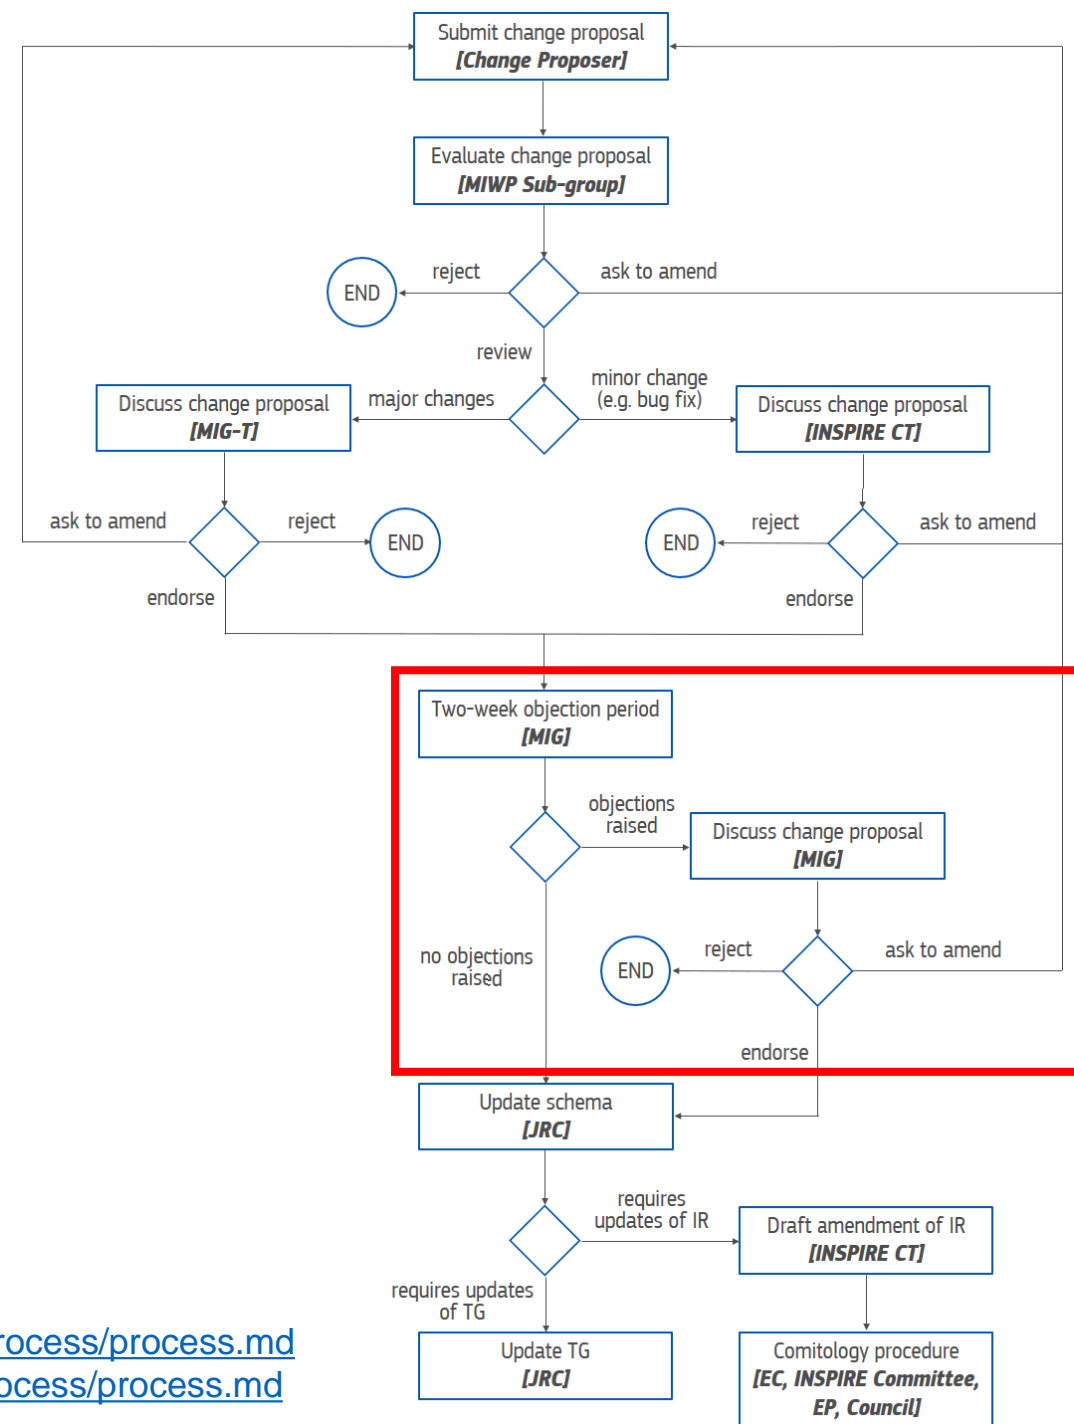 Submit change proposal
[Change Proposer]
Evaluate change proposal
[MIWP Sub-group]
reject
ask to amend
END
review
minor change
(e.g. bug fix)
major changes
Discuss change proposal
[MIG-T]
Discuss change proposal
[INSPIRE CT]
ask to amend
reject
END
END
reject
ask to amend
endorse
endorse
Two-week objection period
[MIG]
objections
raised
Discuss change proposal
[MIG]
no objections
raised
END
reject
ask to amend
endorse
Update schema
[JRC]
requires
updates of IR
Draft amendment of IR
[INSPIRE CT]
requires updates
of TG
Update TG
[JRC]
Comitology procedure
[EC, INSPIRE Committee,
EP, Council]
rocess/process.md
ocess/process.md